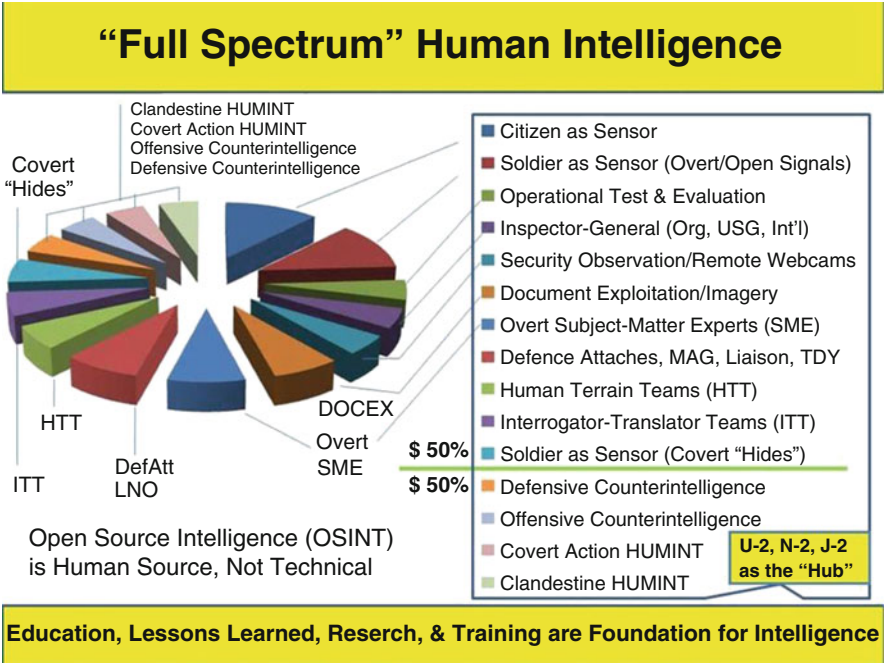 “Full Spectrum” Human Intelligence
Clandestine HUMINT
Covert Action HUMINT
Offensive Counterintelligence
Defensive Counterintelligence
Covert
“Hides”
HTT
ITT
DefAtt
LNO
Overt
SME
DOCEX
Citizen as Sensor
Soldier as Sensor (Overt/Open Signals)
Operational Test & Evaluation
Inspector-General (Org, USG, Int’l)
Security Observation/Remote Webcams
Document Exploitation/Imagery
Overt Subject-Matter Experts (SME)
Defence Attaches, MAG, Liaison, TDY
Human Terrain Teams (HTT)
Interrogator-Translator Teams (ITT)
$ 50% Soldier as Sensor (Covert “Hides”)
$ 50% Defensive Counterintelligence
Offensive Counterintelligence
Covert Action HUMINT
Clandestine HUMINT
U-2, N-2, J-2
as the “Hub”
Open Source Intelligence (OSINT)
is Human Source, Not Technical
Education, Lessons Learned, Reserch, & Training are Foundation for Intelligence